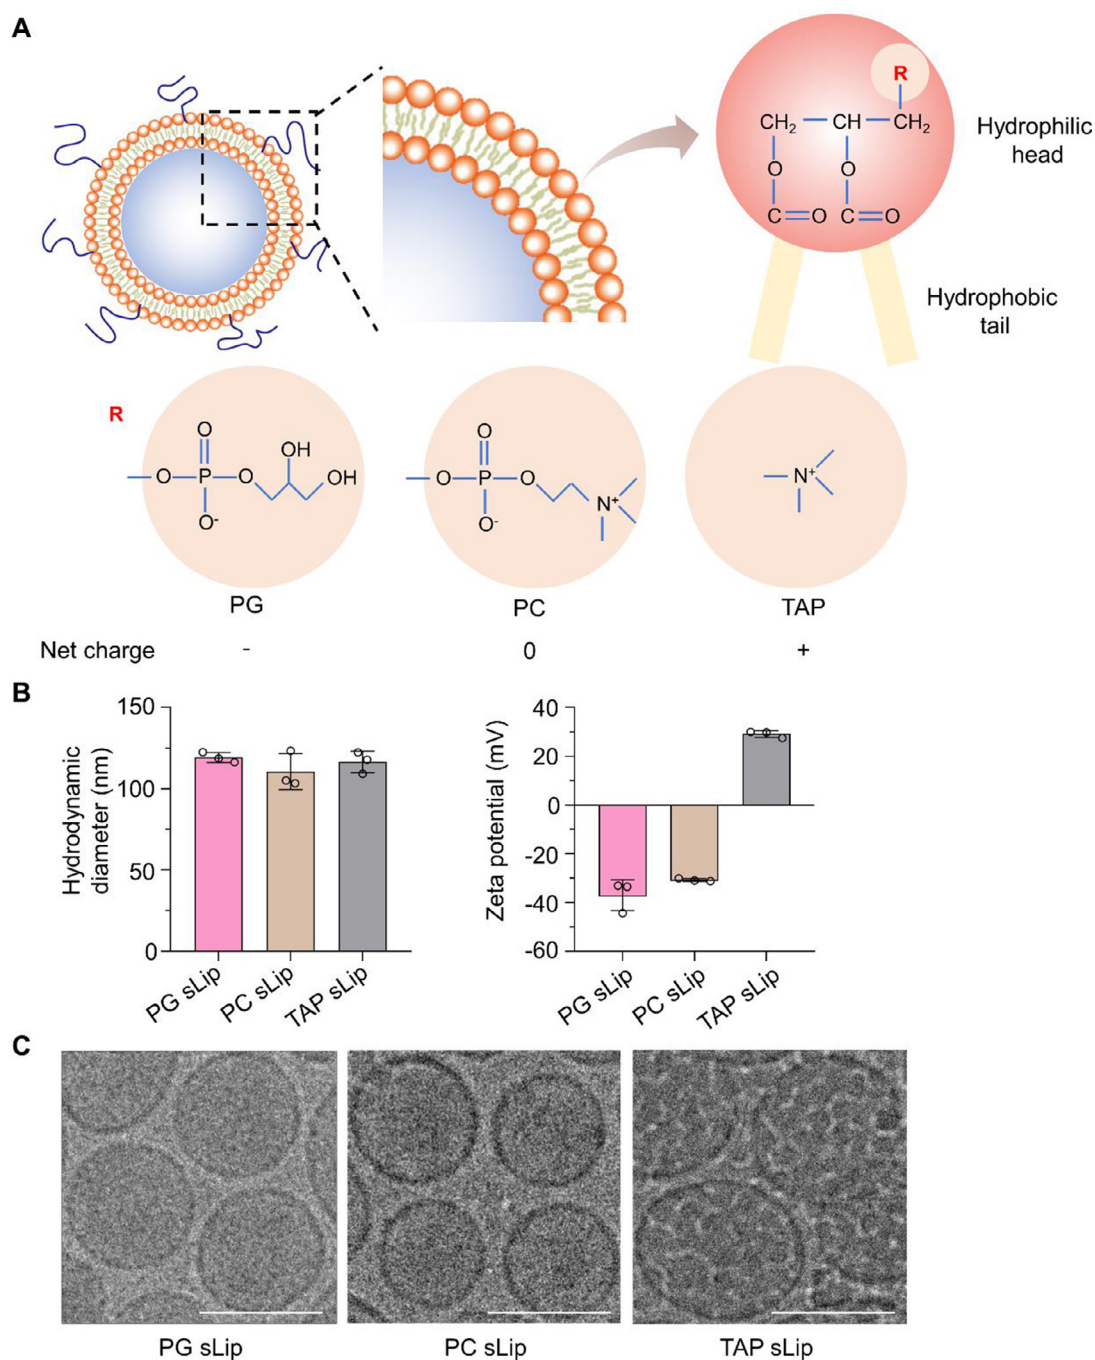 A
R
CH2 CH CH2
O O
C O C O
Hydrophilic
head
Hydrophobic
tail
R
O
O P O
OH
OH
O-
PG
O
O P O
N+
O-
PC
N+
TAP
Net charge - 0 +
B
Hydrodynamic
diameter (nm)
150
100
50
0
PG sLip
PC sLip
TAP sLip
Zeta potential (mV)
40
20
0
-20
-40
-60
PG sLip
PC sLip
TAP sLip
C
PG sLip
PC sLip
TAP sLip